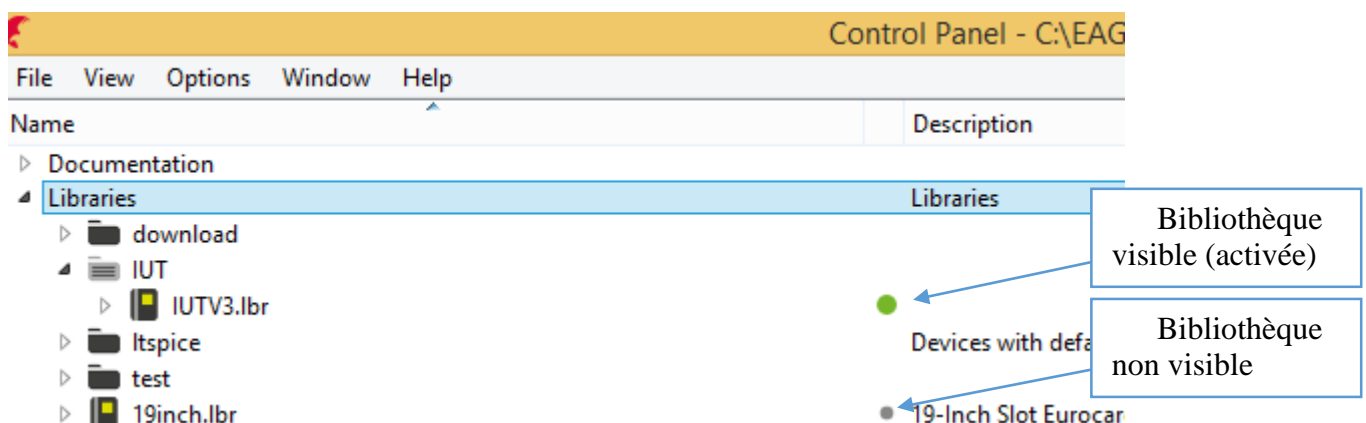 Control Panel - C:\EAG
File View Options Window Help
Name Description
Documentation
Libraries Libraries
download
IUT
IUTV3.lbr
ltspice Devices with defa
test
19inch.lbr 19-Inch Slot Eurocar
Bibliothèque
visible (activée)
Bibliothèque
non visible